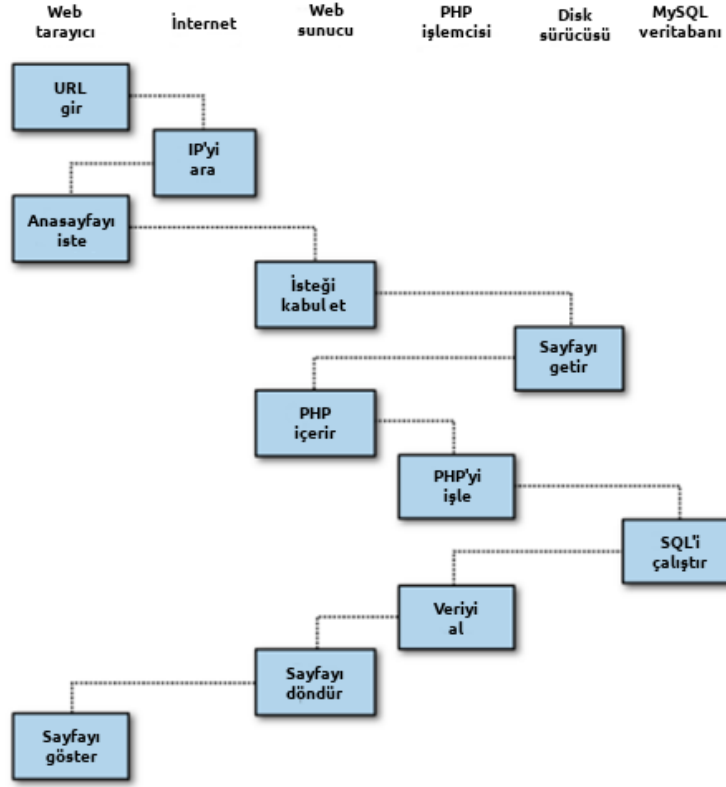 Web
tarayıcı
İnternet
Web
sunucu
PHP
işlemcisi
Disk
sürücüsü
MySQL
veritabanı
URL
gir
IP'yi
ara
Anasayfayı
iste
İsteği
kabul et
Sayfayı
getir
PHP
içerir
PHP'yi
işle
SQL'i
çalıştır
Veriyi
al
Sayfayı
döndür
Sayfayı
göster